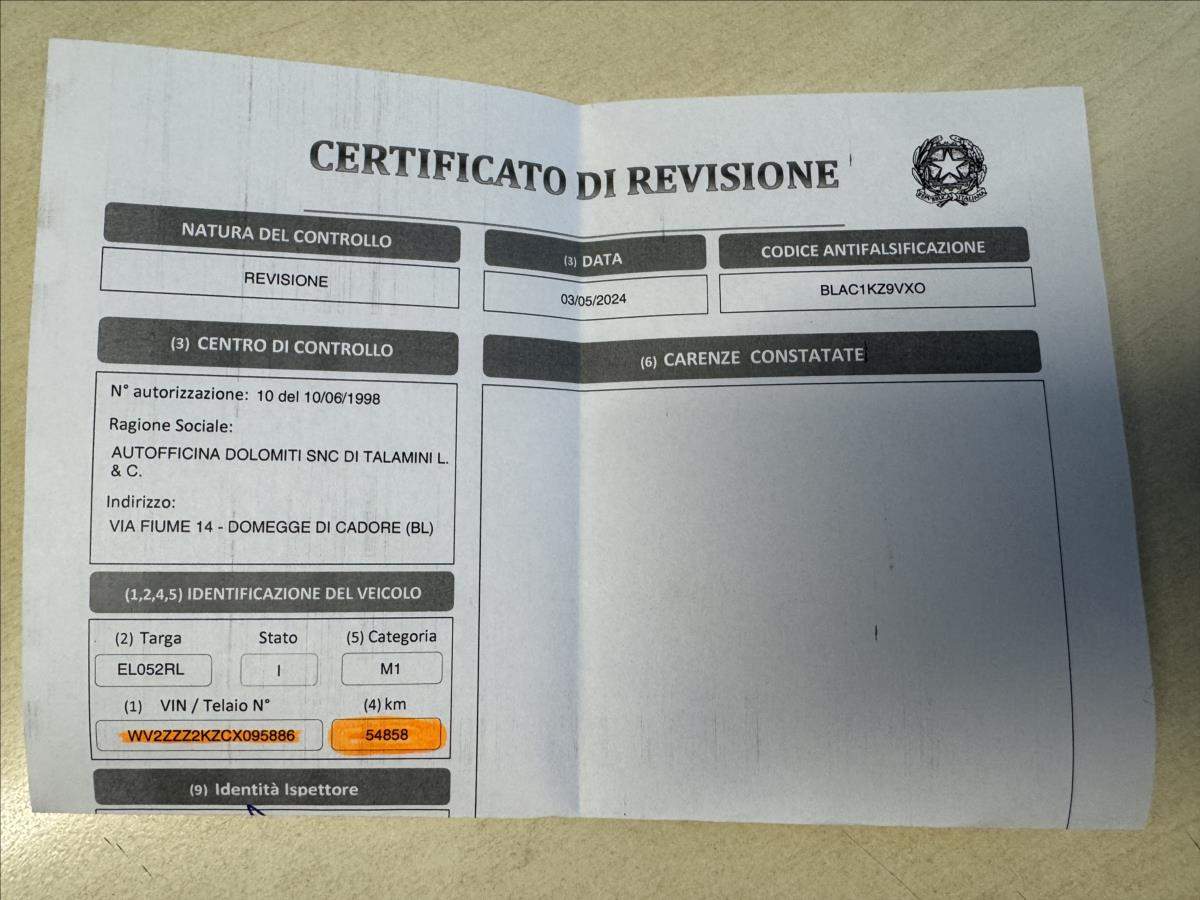 CERTIFICATO DI REVISIONE
REPVBBLICA ITALIANA
NATURA DEL CONTROLLO
REVISIONE
(3) DATA
03/05/2024
CODICE ANTIFALSIFICAZIONE
BLAC1KZ9VXO
(3) CENTRO DI CONTROLLO
N° autorizzazione: 10 del 10/06/1998
Ragione Sociale:
AUTOFFICINA DOLOMITI SNC DI TALAMINI L.
& C.
Indirizzo:
VIA FIUME 14 - DOMEGGE DI CADORE (BL)
(6) CARENZE CONSTATATE
(1,2,4,5) IDENTIFICAZIONE DEL VEICOLO
(2) Targa
Stato
(5) Categoria
EL052RL
I
M1
(1) VIN / Telaio N°
(4) km
WV2ZZZ2KZCX095886
54858
(9) Identità Ispettore